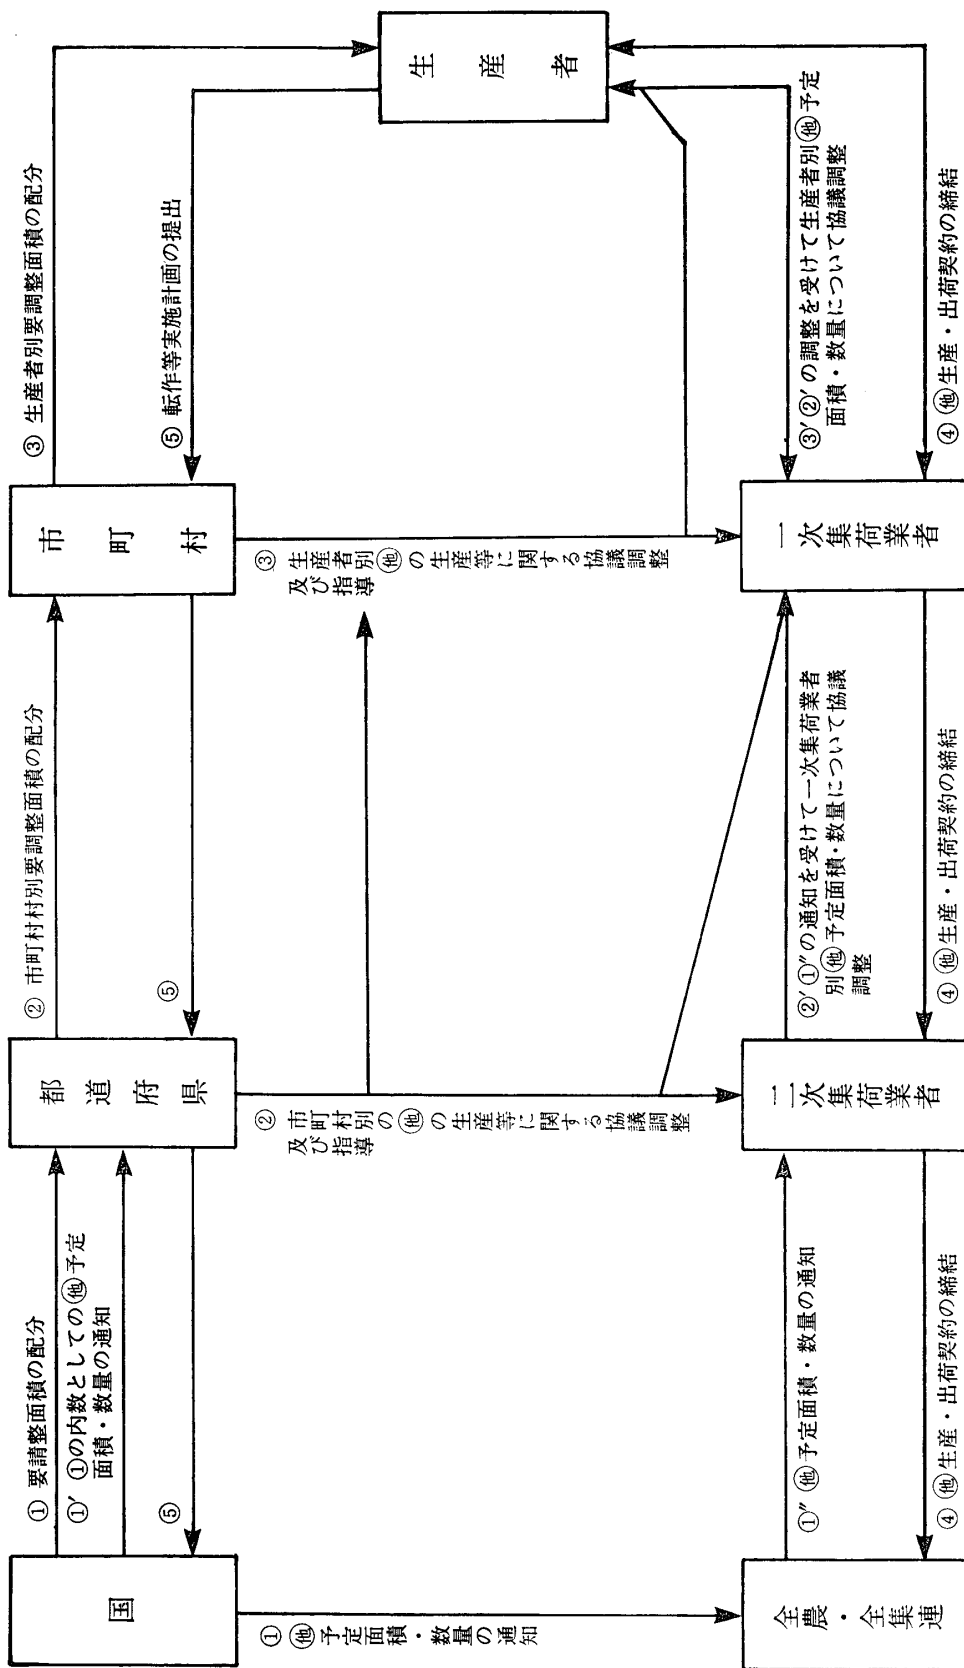 国
① 要請整面積の配分
①′ ①の内数としての㊀予定
面積・数量の通知
⑤
都道府県
② 市町村村別要調整面積の配分
⑤
市町村
③ 生産者別要調整面積の配分
⑤ 転作等実施計画の提出
生産者
① 他予定面積・数量の通知
② 市町村別の他の生産等に関する協議調整
及び指導
③ 生産者別他の生産等に関する協議調整
及び指導
全農・全集連
①″ 他予定面積・数量の通知
④ 他生産・出荷契約の締結
二次集荷業者
②′ ①″の通知を受けて一次集荷業者
別他予定面積・数量について協議
調整
④ 他生産・出荷契約の締結
一次集荷業者
③′ ②′の調整を受けて生産者別他予定
面積・数量について協議調整
④ 他生産・出荷契約の締結